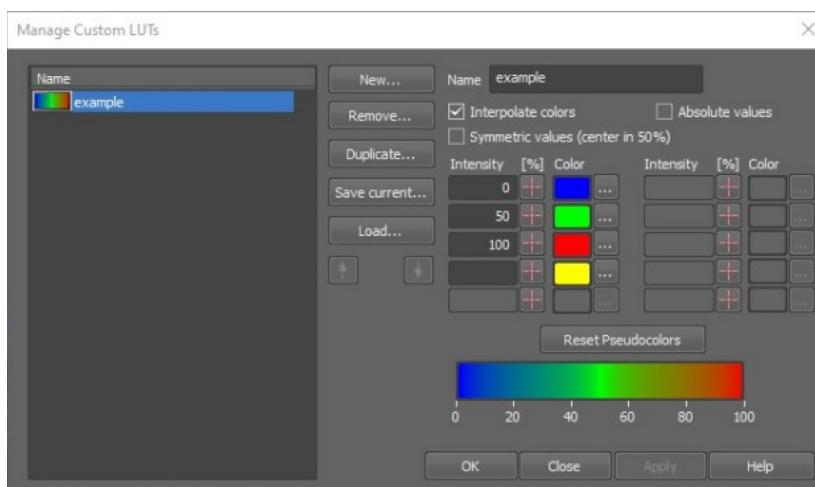 Manage Custom LUTs
Name
example
New...
Remove...
Duplicate...
Save current...
Load...
Name example
Interpolate colors Absolute values
Symmetric values (center in 50%)
Intensity [%] Color Intensity [%] Color
0 ...
50 ...
100 ...
...
Reset Pseudocolors
0 20 40 60 80 100
OK Close Apply Help